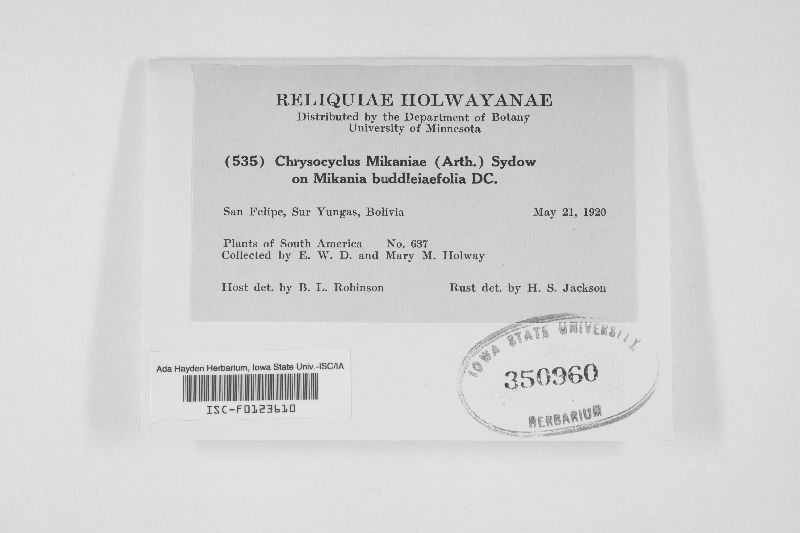 RELIQUIAE HOLWAYANAE
Distributed by the Department of Botany
University of Minnesota
(535) Chrysocyclus Mikaniae (Arth.) Sydow
on Mikania buddleiaefolia DC.
San Felipe, Sur Yungas, Bolivia May 21, 1920
Plants of South America No. 637
Collected by E. W. D. and Mary M. Holway
Host det. by B. L. Robinson Rust det. by H. S. Jackson
IOWA STATE UNIVERSITY
350960
HERBARIUM
Ada Hayden Herbarium, Iowa State Univ.-ISC/IA
ISC-F0123610